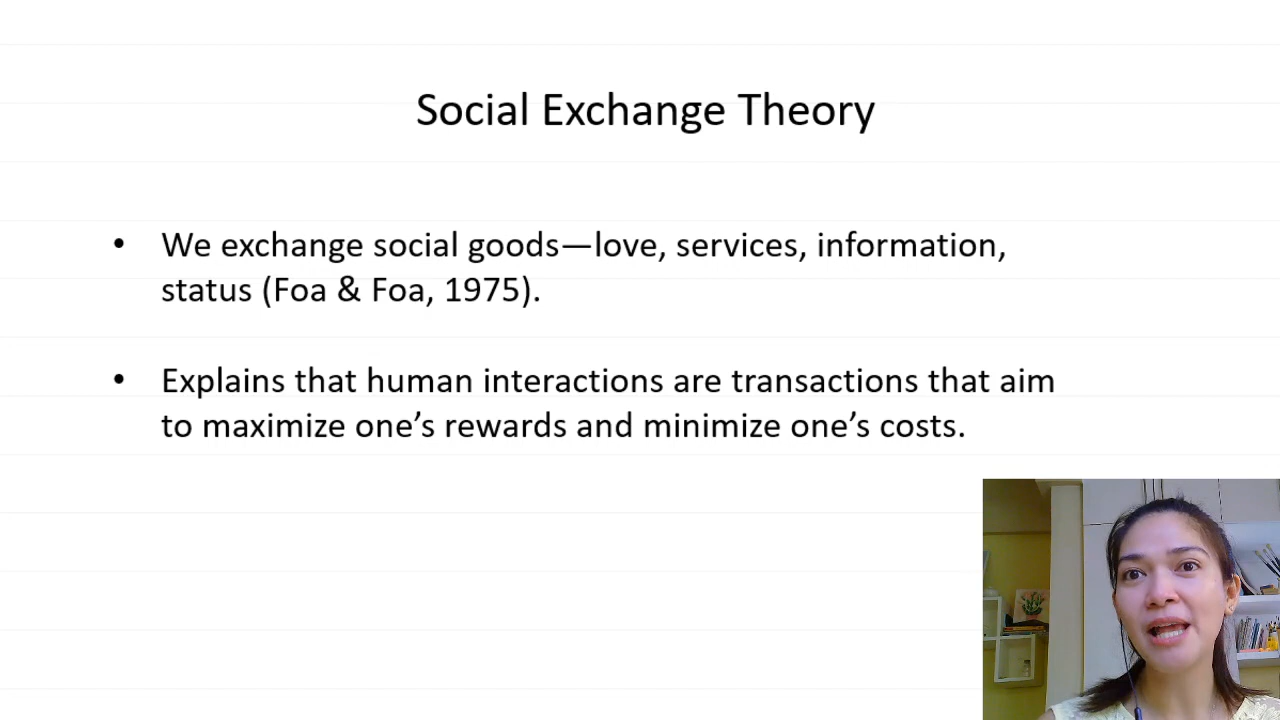 Social Exchange Theory
• We exchange social goods—love, services, information,
status (Foa & Foa, 1975).
• Explains that human interactions are transactions that aim
to maximize one’s rewards and minimize one’s costs.